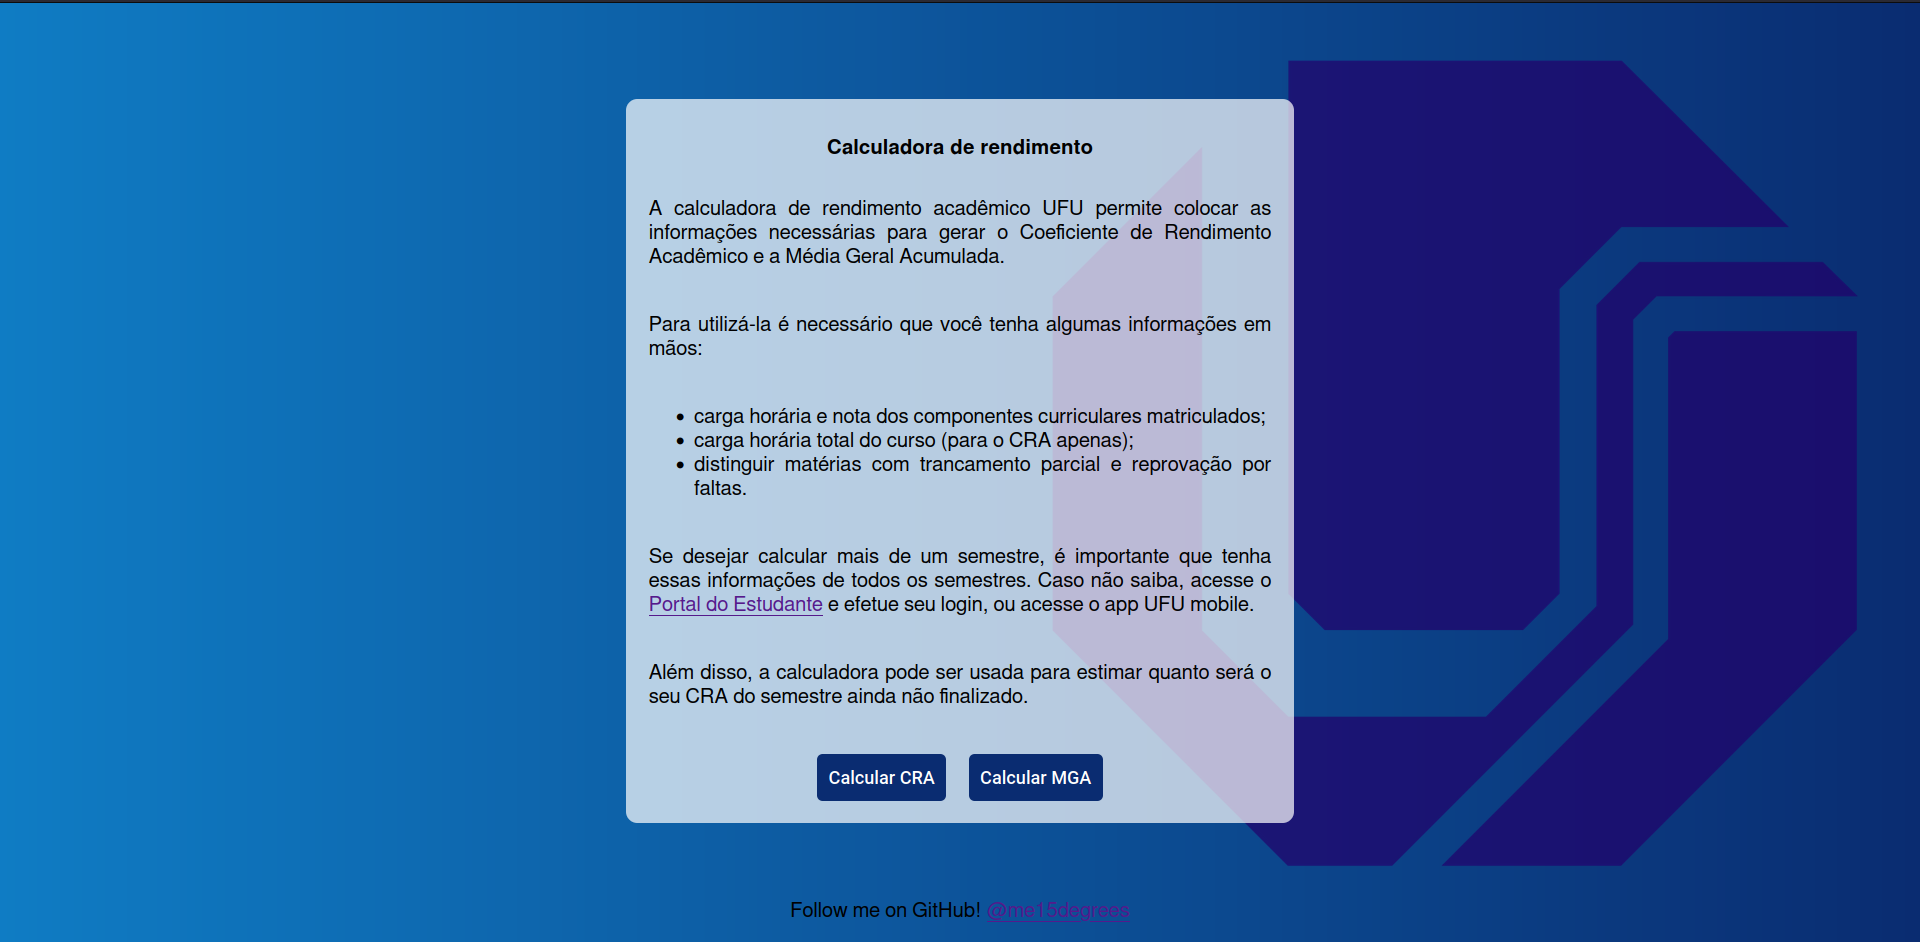 Calculadora de rendimento
A calculadora de rendimento acadêmico UFU permite colocar as
informações necessárias para gerar o Coeficiente de Rendimento
Acadêmico e a Média Geral Acumulada.
Para utilizá-la é necessário que você tenha algumas informações em
mãos:
• carga horária e nota dos componentes curriculares matriculados;
• carga horária total do curso (para o CRA apenas);
• distinguir matérias com trancamento parcial e reprovação por
faltas.
Se desejar calcular mais de um semestre, é importante que tenha
essas informações de todos os semestres. Caso não saiba, acesse o
Portal do Estudante e efetue seu login, ou acesse o app UFU mobile.
Além disso, a calculadora pode ser usada para estimar quanto será o
seu CRA do semestre ainda não finalizado.
Calcular CRA Calcular MGA
Follow me on GitHub! @me15degrees